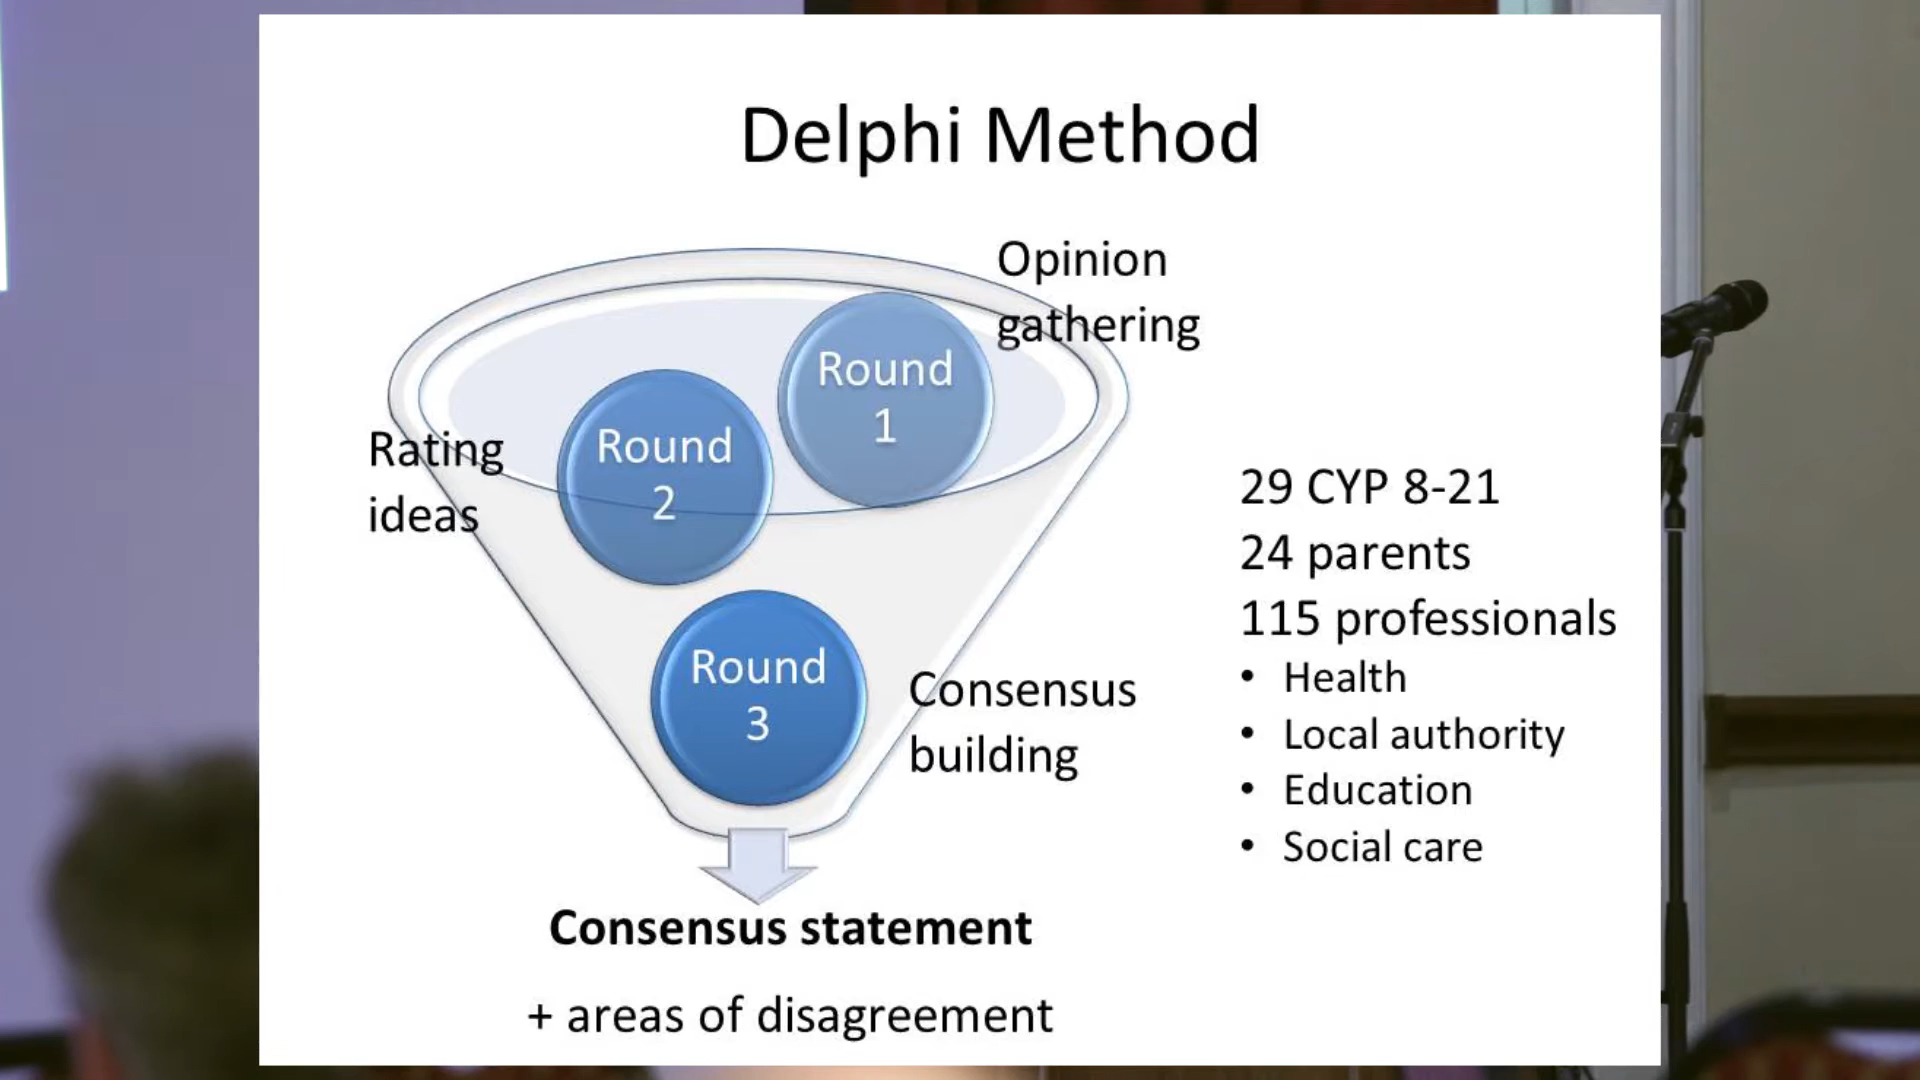 Delphi Method
Opinion
gathering
Round
1
Rating
ideas
Round
2
Round
3
Consensus
building
Consensus statement
+ areas of disagreement
29 CYP 8-21
24 parents
115 professionals
• Health
• Local authority
• Education
• Social care